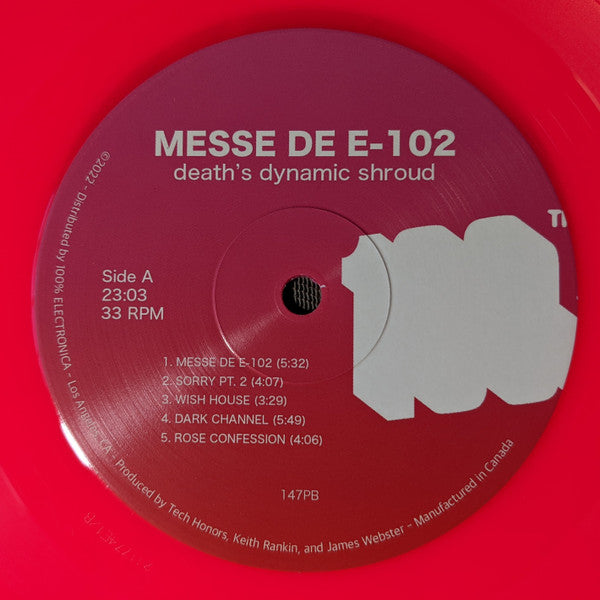 MESSE DE E-102
death's dynamic shroud
Side A
23:03
33 RPM
1. MESSE DE E-102 (5:32)
2. SORRY PT. 2 (4:07)
3. WISH HOUSE (3:29)
4. DARK CHANNEL (5:49)
5. ROSE CONFESSION (4:06)
147PB
©2022 - Distributed by 100% ELECTRONICA - Los Angeles, CA - Produced by Tech Honors, Keith Rankin, and James Webster - Manufactured in Canada